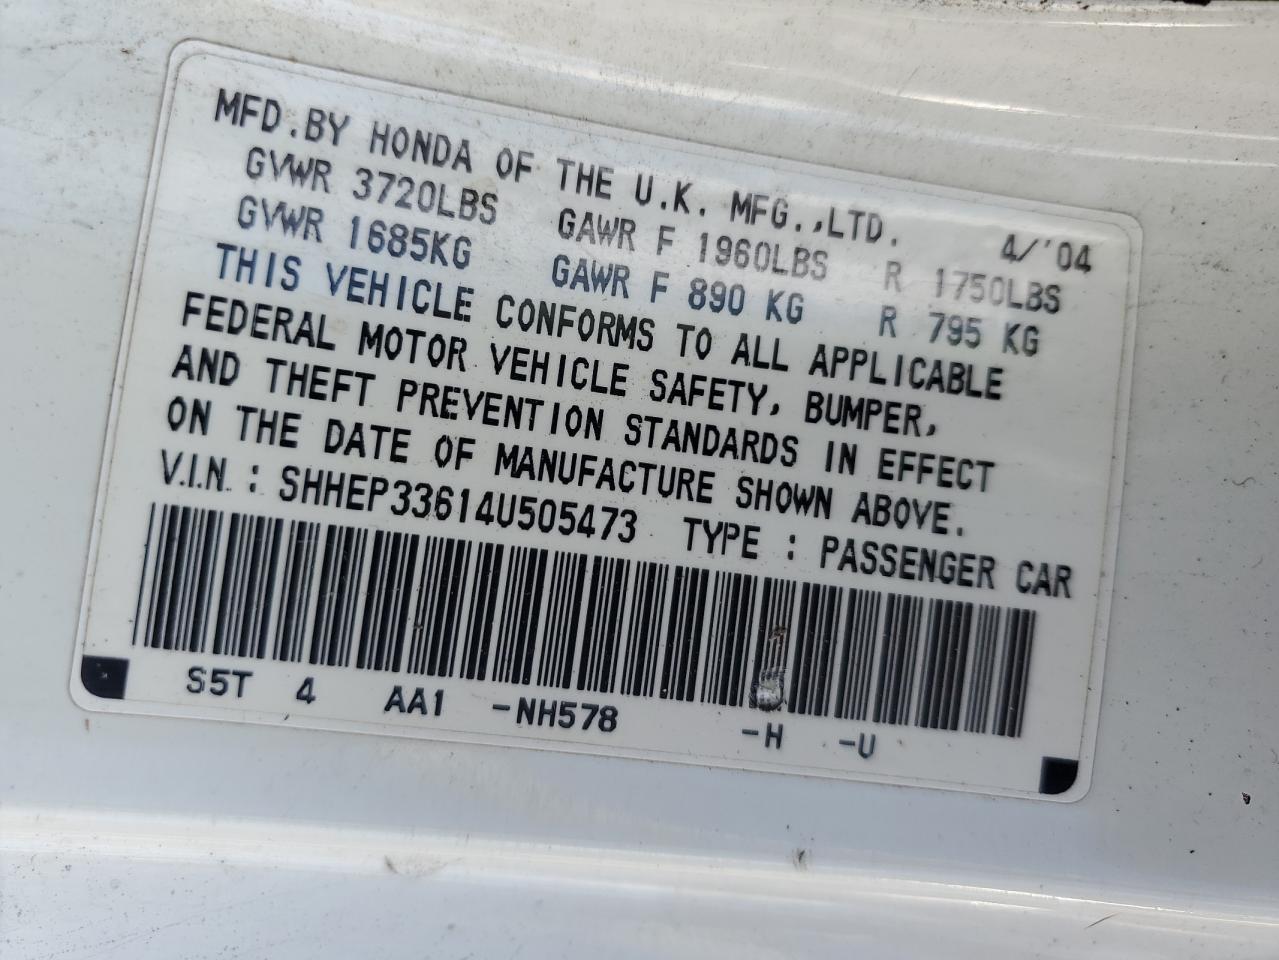 MFD.BY HONDA OF THE U.K. MFG.,LTD. 4/'04
GVWR 3720LBS GAWR F 1960LBS R 1750LBS
GVWR 1685KG GAWR F 890 KG R 795 KG
THIS VEHICLE CONFORMS TO ALL APPLICABLE
FEDERAL MOTOR VEHICLE SAFETY, BUMPER,
AND THEFT PREVENTION STANDARDS IN EFFECT
ON THE DATE OF MANUFACTURE SHOWN ABOVE.
V.I.N. : SHHEP33614U505473 TYPE : PASSENGER CAR
S5T 4 AA1 -NH578 -H -U